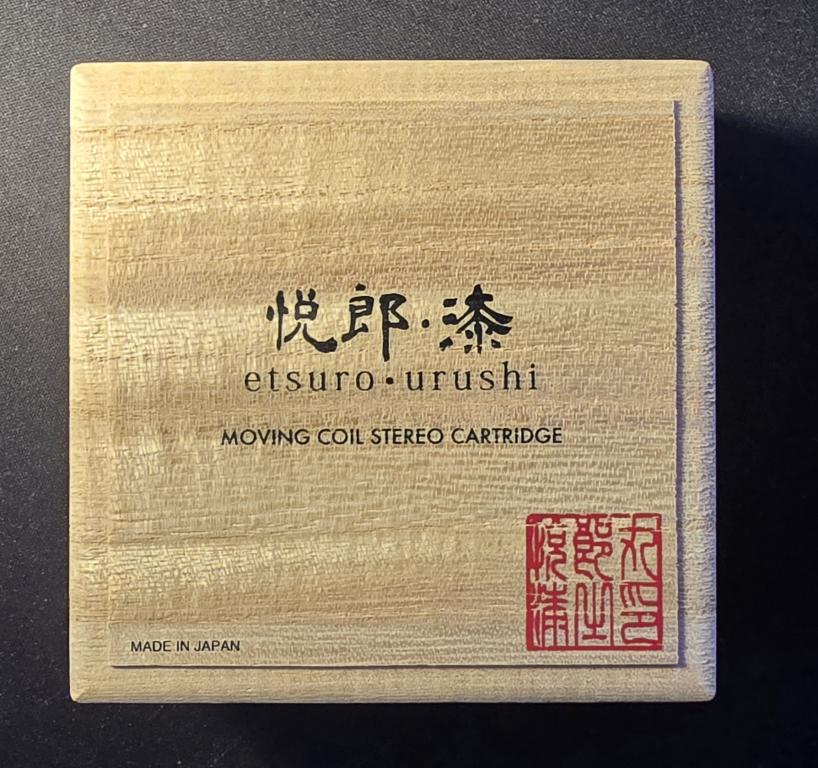 悦郎·漆
etsuro·urushi
MOVING COIL STEREO CARTRIDGE
MADE IN JAPAN